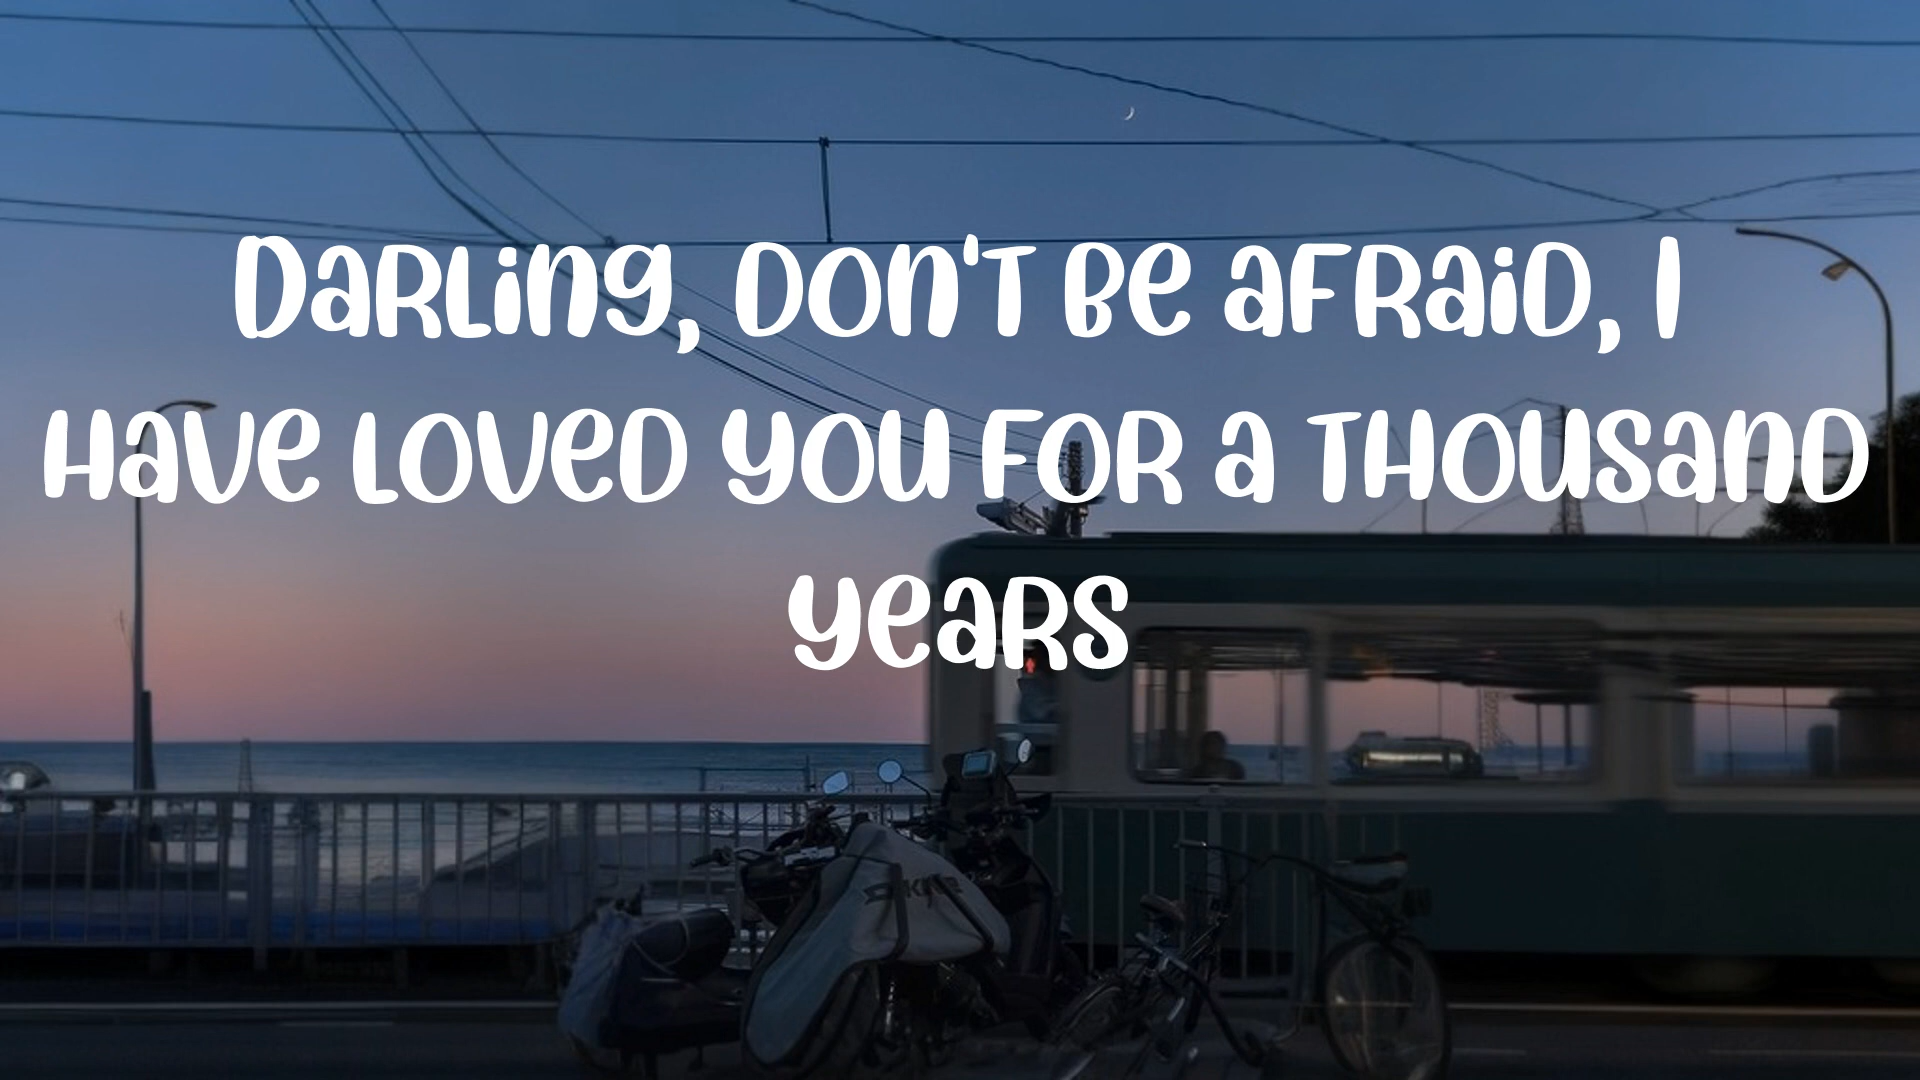 Darling, Don't be afraid, I
Have loved you for a thousand
years